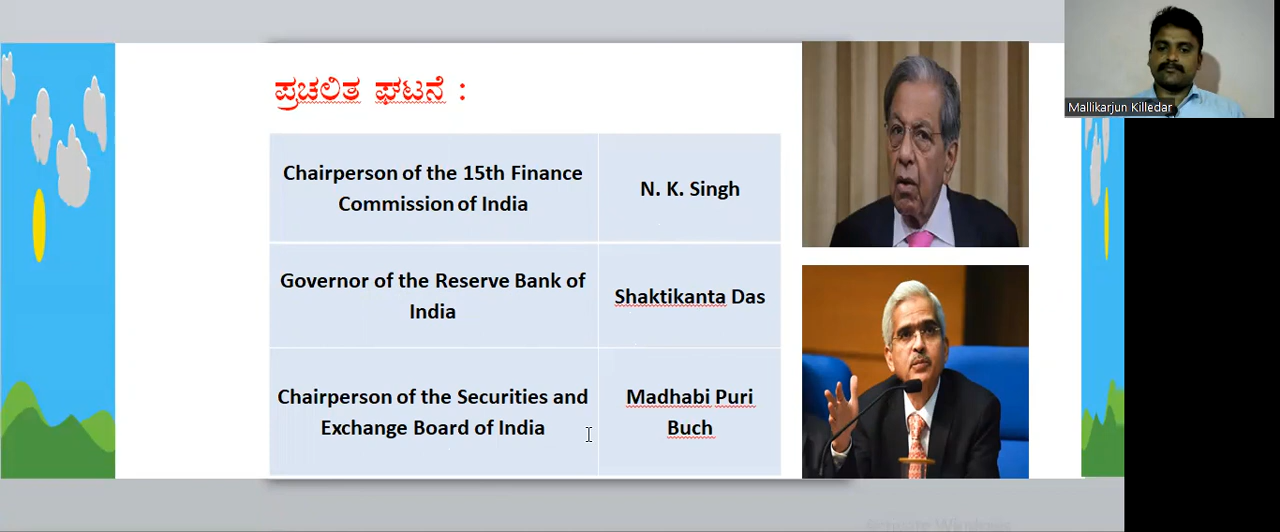 ಪ್ರಚಲಿತ ಘಟನೆ :
Mallikarjun Killedar
Chairperson of the 15th Finance
Commission of India
N. K. Singh
Governor of the Reserve Bank of
India
Shaktikanta Das
Chairperson of the Securities and
Exchange Board of India
Madhabi Puri
Buch